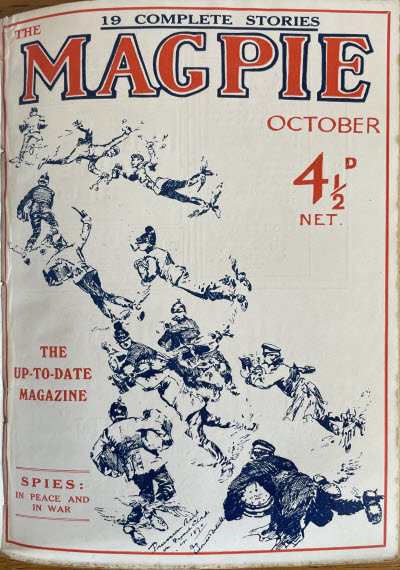 19 COMPLETE STORIES
THE
MAGPIE
OCTOBER
4½D
NET.
THE
UP-TO-DATE
MAGAZINE
SPIES:
IN PEACE AND
IN WAR